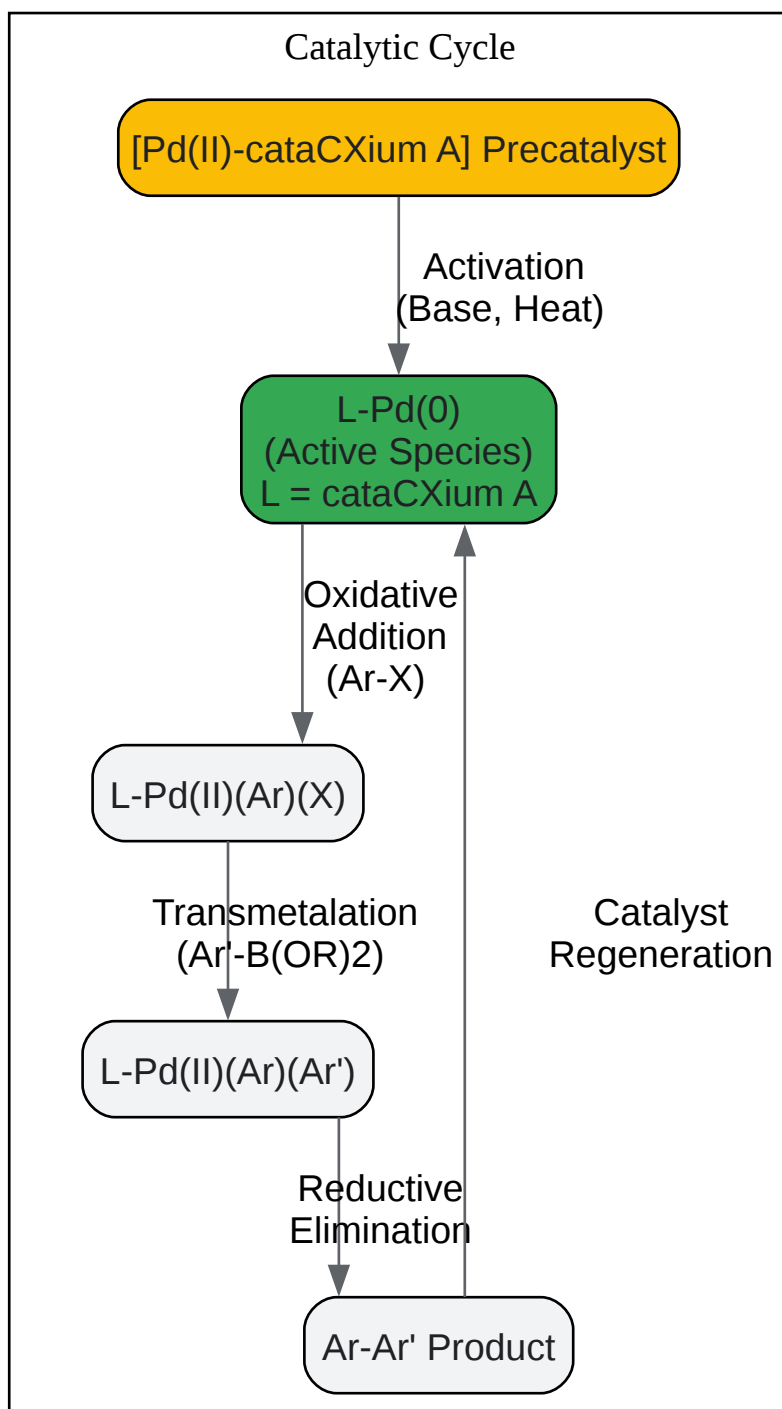 Catalytic Cycle
[Pd(II)-cataCXium A] Precatalyst
Activation
(Base, Heat)
L-Pd(0)
(Active Species)
L = cataCXium A
Oxidative
Addition
(Ar-X)
L-Pd(II)(Ar)(X)
Transmetalation
(Ar'-B(OR)2)
Catalyst
Regeneration
L-Pd(II)(Ar)(Ar')
Reductive
Elimination
Ar-Ar' Product